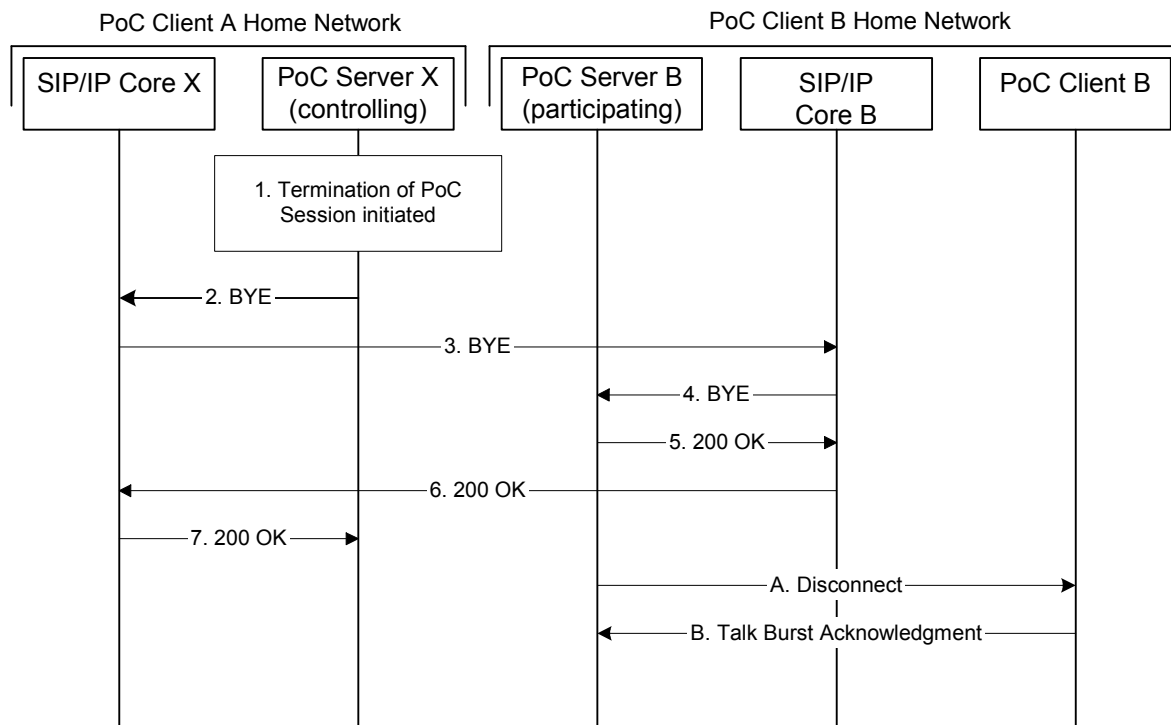 PoC Client A Home Network
PoC Client B Home Network
SIP/IP Core X
PoC Server X
(controlling)
PoC Server B
(participating)
SIP/IP
Core B
PoC Client B
1. Termination of PoC
Session initiated
2. BYE
3. BYE
4. BYE
5. 200 OK
6. 200 OK
7. 200 OK
A. Disconnect
B. Talk Burst Acknowledgment